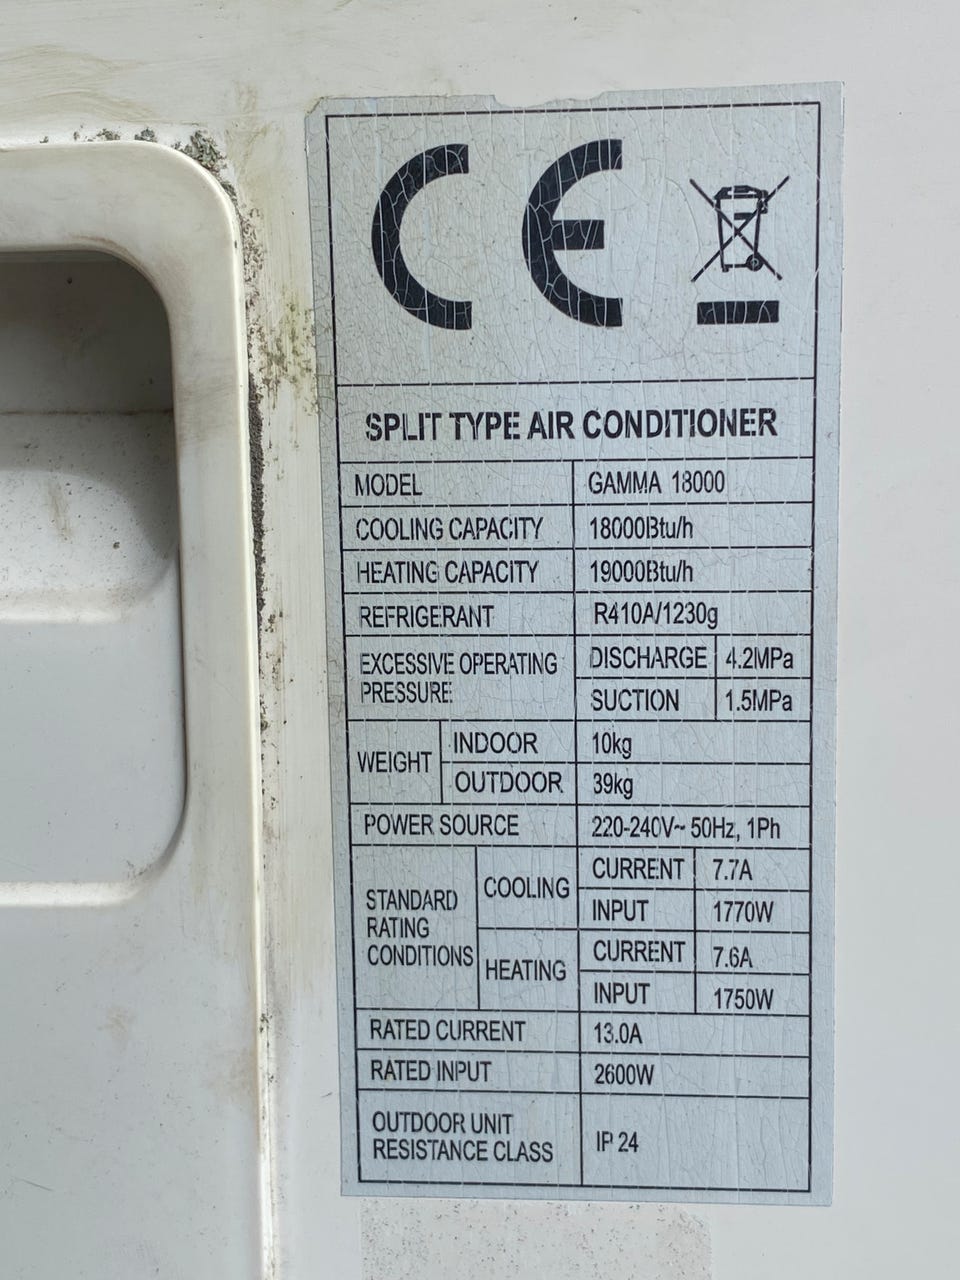 CE
SPLIT TYPE AIR CONDITIONER
MODEL GAMMA 18000
COOLING CAPACITY 18000Btu/h
HEATING CAPACITY 19000Btu/h
REFRIGERANT R410A/1230g
EXCESSIVE OPERATING
PRESSURE
DISCHARGE 4.2MPa
SUCTION 1.5MPa
WEIGHT
INDOOR 10kg
OUTDOOR 39kg
POWER SOURCE 220-240V~ 50Hz, 1Ph
STANDARD
RATING
CONDITIONS
COOLING
CURRENT 7.7A
INPUT 1770W
HEATING
CURRENT 7.6A
INPUT 1750W
RATED CURRENT 13.0A
RATED INPUT 2600W
OUTDOOR UNIT
RESISTANCE CLASS
IP 24